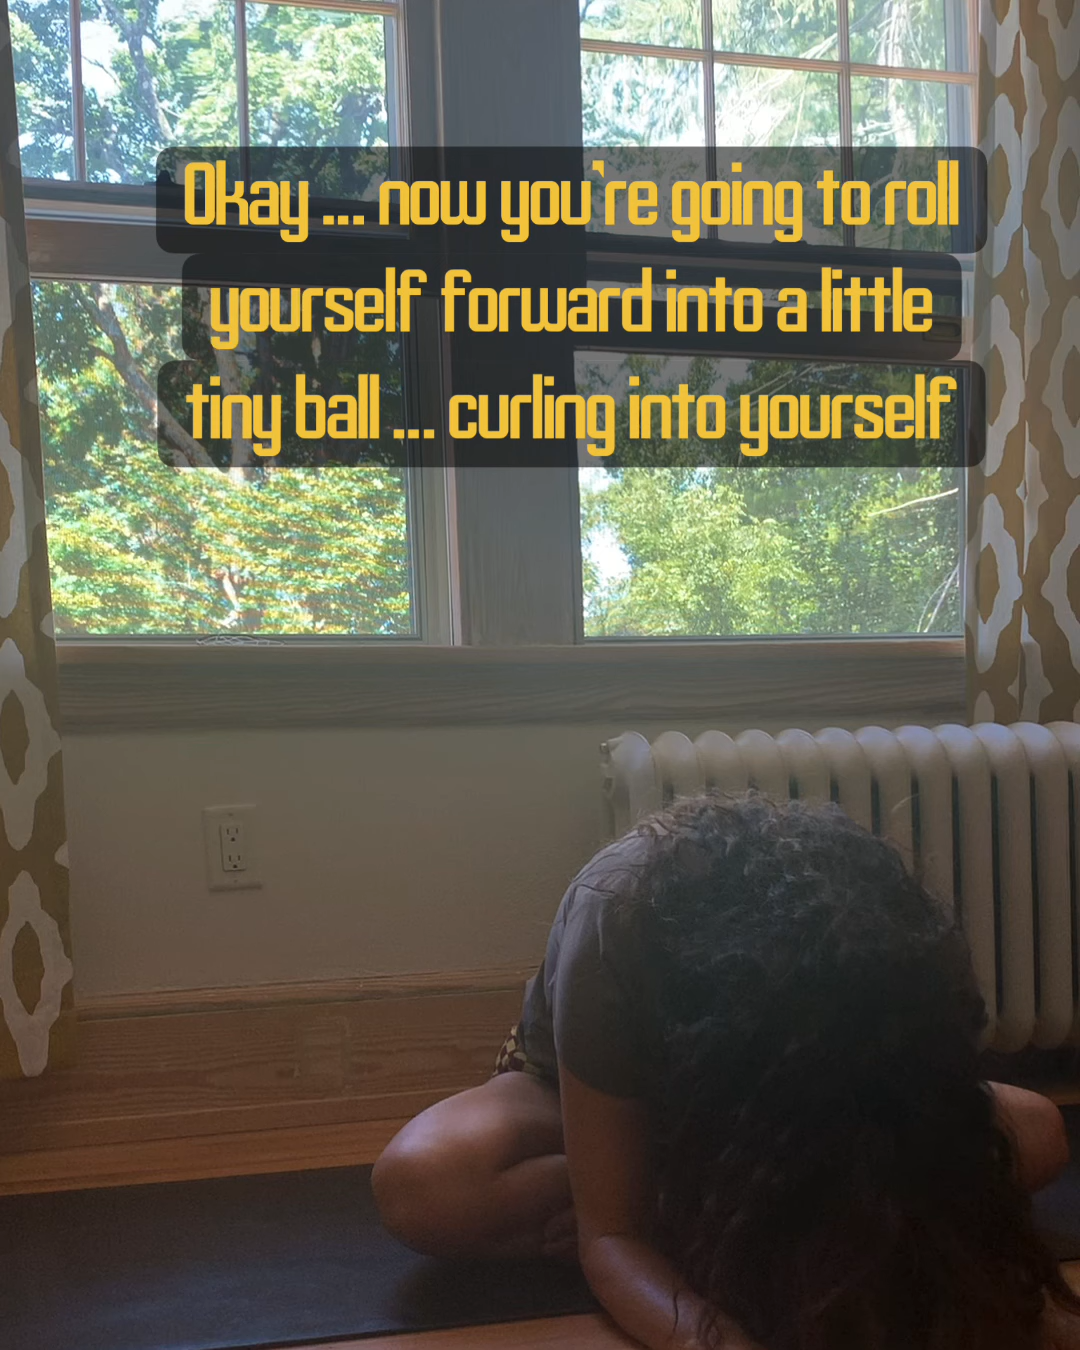 Okay ... now you're going to roll
yourself forward into a little
tiny ball ... curling into yourself